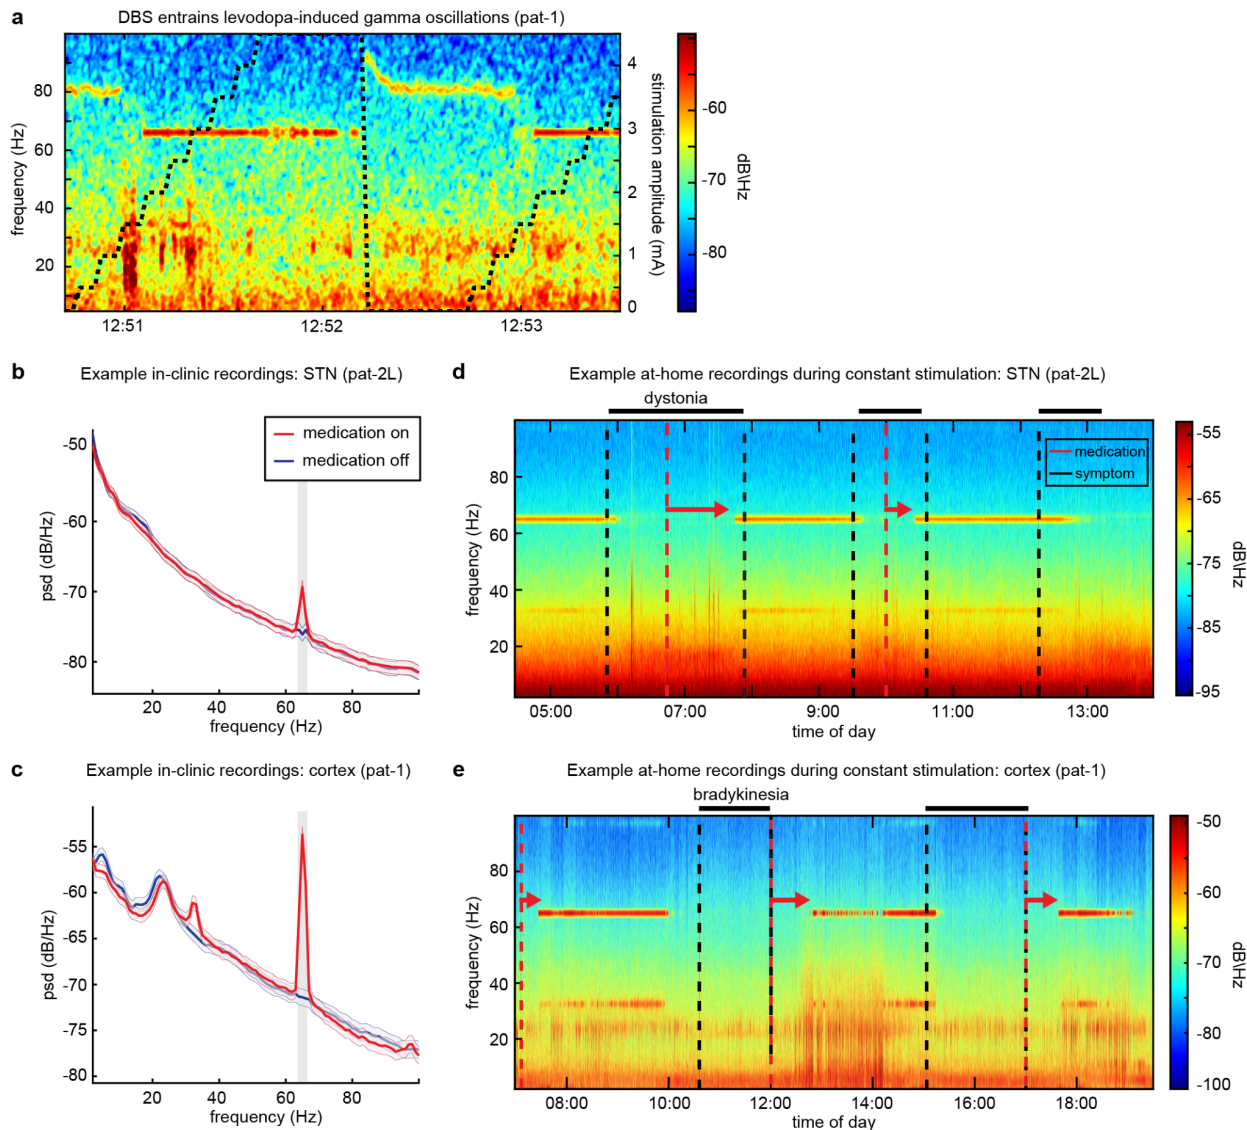 a
DBS entrains levodopa-induced gamma oscillations (pat-1)
frequency (Hz)
80
60
40
20
12:51
12:52
12:53
4
3
2
1
0
stimulation amplitude (mA)
-60
-70
-80
dB\Hz
b
Example in-clinic recordings: STN (pat-2L)
medication on
medication off
psd (dB/Hz)
-50
-60
-70
-80
20
40
60
80
frequency (Hz)
d
Example at-home recordings during constant stimulation: STN (pat-2L)
dystonia
medication
symptom
frequency (Hz)
80
60
40
20
05:00
07:00
9:00
11:00
13:00
time of day
-55
-65
-75
-85
-95
dB\Hz
c
Example in-clinic recordings: cortex (pat-1)
psd (dB/Hz)
-55
-60
-65
-70
-75
-80
20
40
60
80
frequency (Hz)
e
Example at-home recordings during constant stimulation: cortex (pat-1)
bradykinesia
frequency (Hz)
80
60
40
20
08:00
10:00
12:00
14:00
16:00
18:00
time of day
-50
-60
-70
-80
-90
-100
dB\Hz